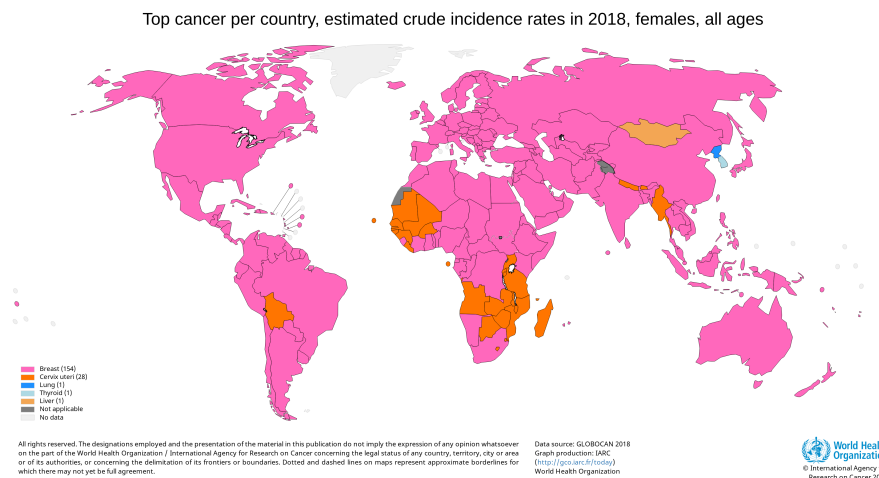 Top cancer per country, estimated crude incidence rates in 2018, females, all ages
Breast (154)
Cervix uteri (28)
Lung (1)
Thyroid (1)
Liver (1)
Not applicable
No data
All rights reserved. The designations employed and the presentation of the material in this publication do not imply the expression of any opinion whatsoever
on the part of the World Health Organization / International Agency for Research on Cancer concerning the legal status of any country, territory, city or area
or of its authorities, or concerning the delimitation of its frontiers or boundaries. Dotted and dashed lines on maps represent approximate borderlines for
which there may not yet be full agreement.
Data source: GLOBOCAN 2018
Graph production: IARC
(http://gco.iarc.fr/today)
World Health Organization
World Heal
Organizati
© International Agency
Research on Cancer 20